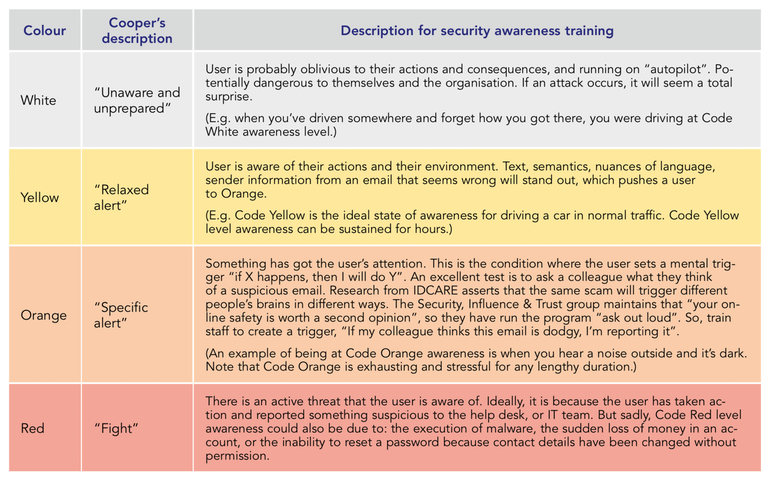 Colour
Cooper's
description
Description for security awareness training
White
“Unaware and
unprepared”
User is probably oblivious to their actions and consequences, and running on “autopilot”. Po-
tentially dangerous to themselves and the organisation. If an attack occurs, it will seem a total
surprise.
(E.g. when you've driven somewhere and forget how you got there, you were driving at Code
White awareness level.)
Yellow
“Relaxed
alert”
User is aware of their actions and their environment. Text, semantics, nuances of language,
sender information from an email that seems wrong will stand out, which pushes a user
to Orange.
(E.g. Code Yellow is the ideal state of awareness for driving a car in normal traffic. Code Yellow
level awareness can be sustained for hours.)
Orange
“Specific
alert”
Something has got the user's attention. This is the condition where the user sets a mental trig-
ger “if X happens, then I will do Y”. An excellent test is to ask a colleague what they think
of a suspicious email. Research from IDCARE asserts that the same scam will trigger different
people's brains in different ways. The Security, Influence & Trust group maintains that “your on-
line safety is worth a second opinion”, so they have run the program “ask out loud”. So, train
staff to create a trigger, “If my colleague thinks this email is dodgy, I'm reporting it”.
(An example of being at Code Orange awareness is when you hear a noise outside and it's dark.
Note that Code Orange is exhausting and stressful for any lengthy duration.)
Red
“Fight”
There is an active threat that the user is aware of. Ideally, it is because the user has taken ac-
tion and reported something suspicious to the help desk, or IT team. But sadly, Code Red level
awareness could also be due to: the execution of malware, the sudden loss of money in an ac-
count, or the inability to reset a password because contact details have been changed without
permission.